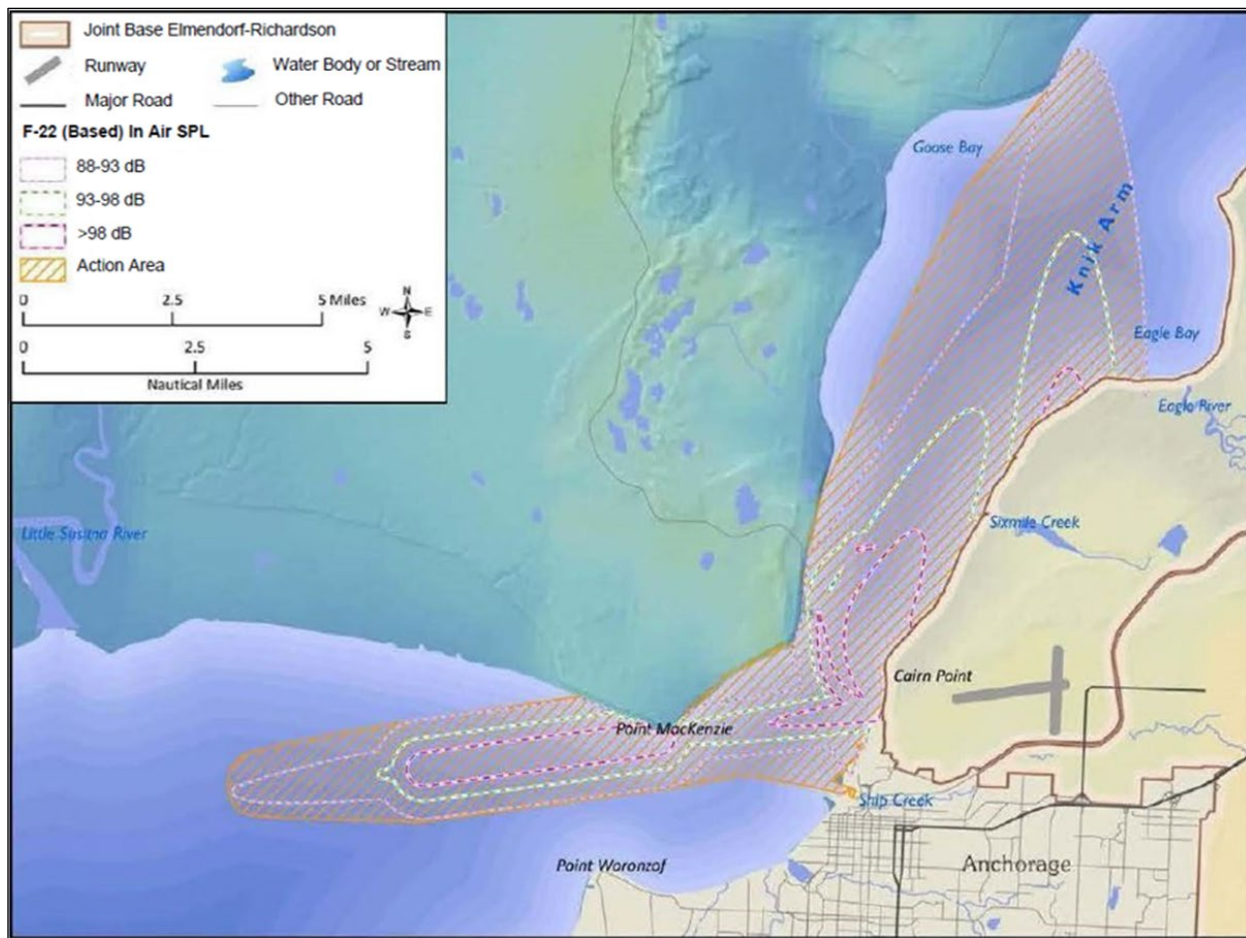 Joint Base Elmendorf-Richardson
Runway
Water Body or Stream
Major Road
Other Road
F-22 (Based) In Air SPL
88-93 dB
93-98 dB
>98 dB
Action Area
0 2.5 5 Miles
N
W E
S
0 2.5 5
Nautical Miles
Goose Bay
Knik Arm
Eagle Bay
Eagle River
Sixmile Creek
Little Susitna River
Cairn Point
Point MacKenzie
Ship Creek
Point Woronzof
Anchorage